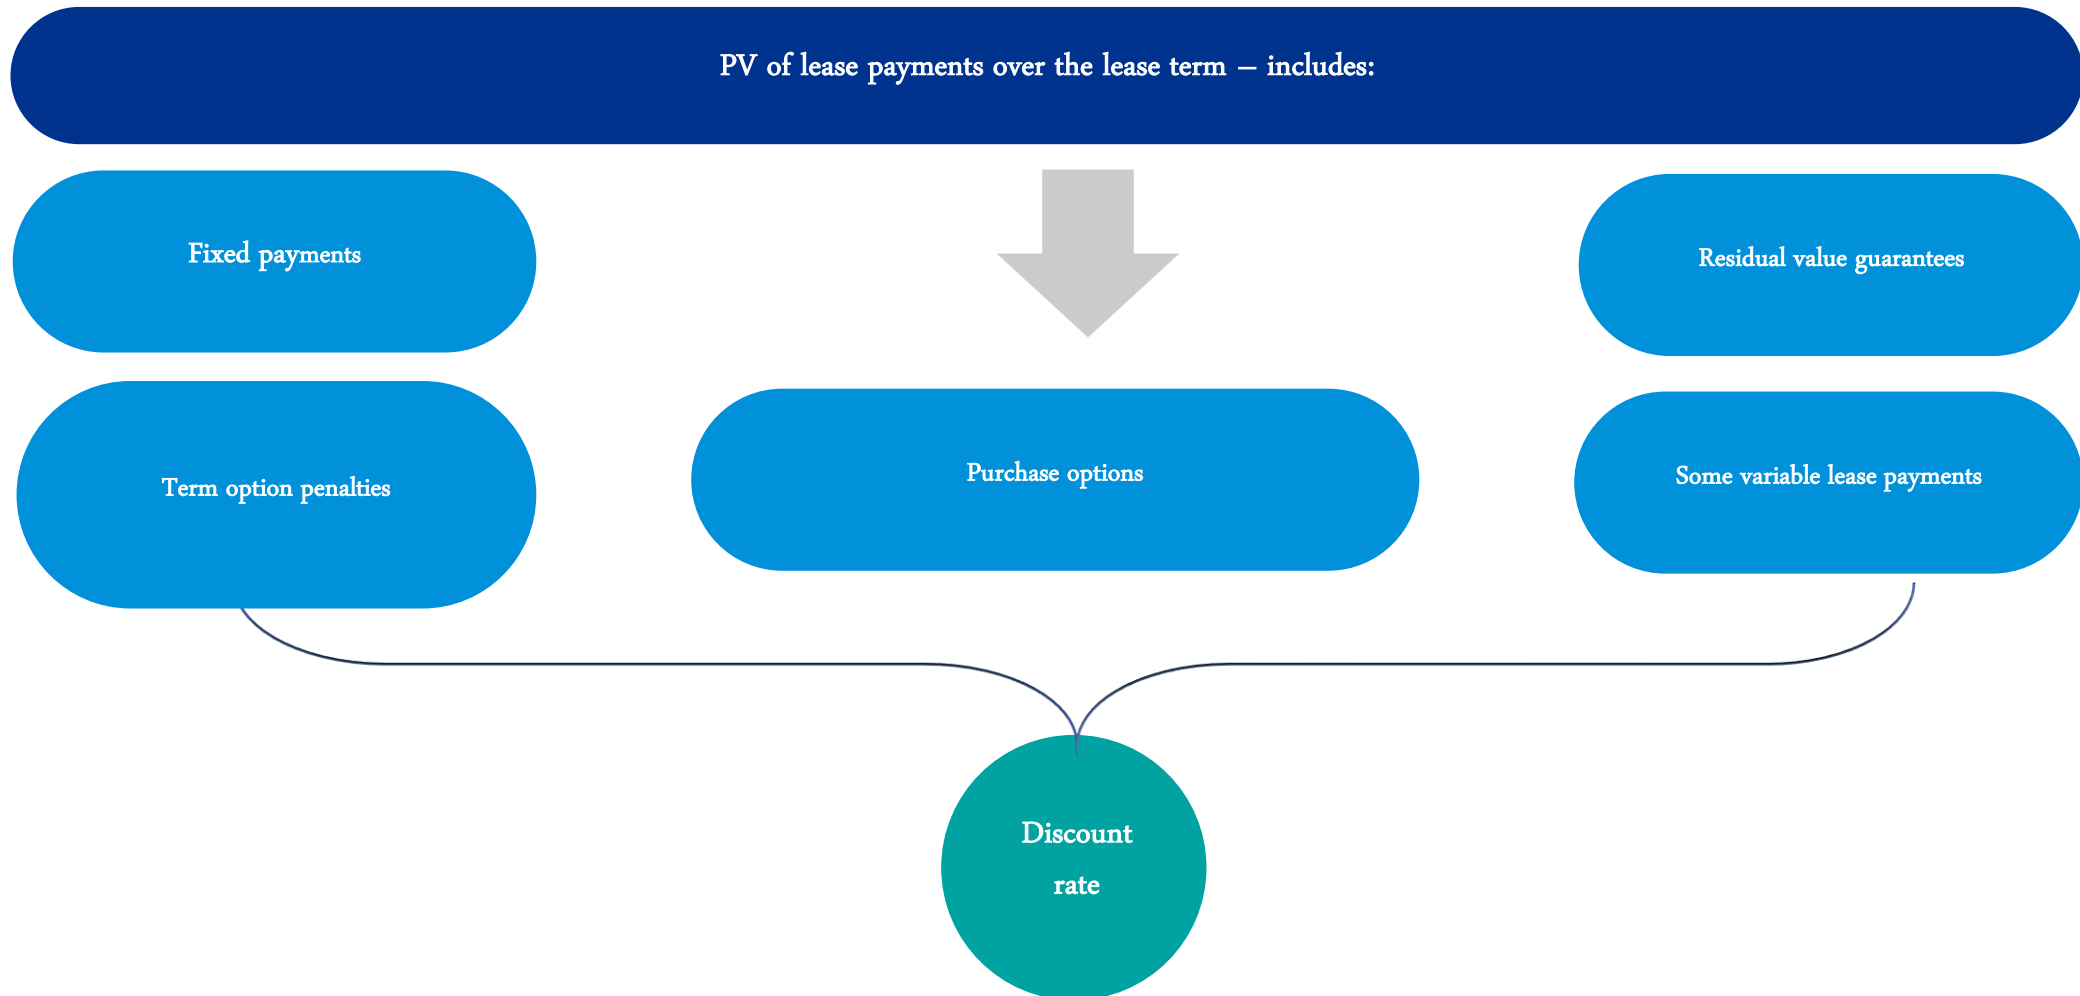 PV of lease payments over the lease term – includes:
Fixed payments
Residual value guarantees
Term option penalties
Purchase options
Some variable lease payments
Discount
rate